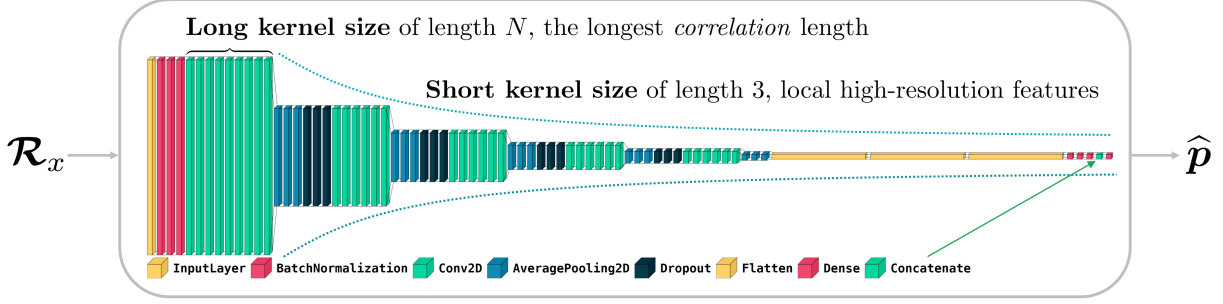 Long kernel size of length N, the longest correlation length
Short kernel size of length 3, local high-resolution features
𝓡ₓ
p̂
InputLayer BatchNormalization Conv2D AveragePooling2D Dropout Flatten Dense Concatenate